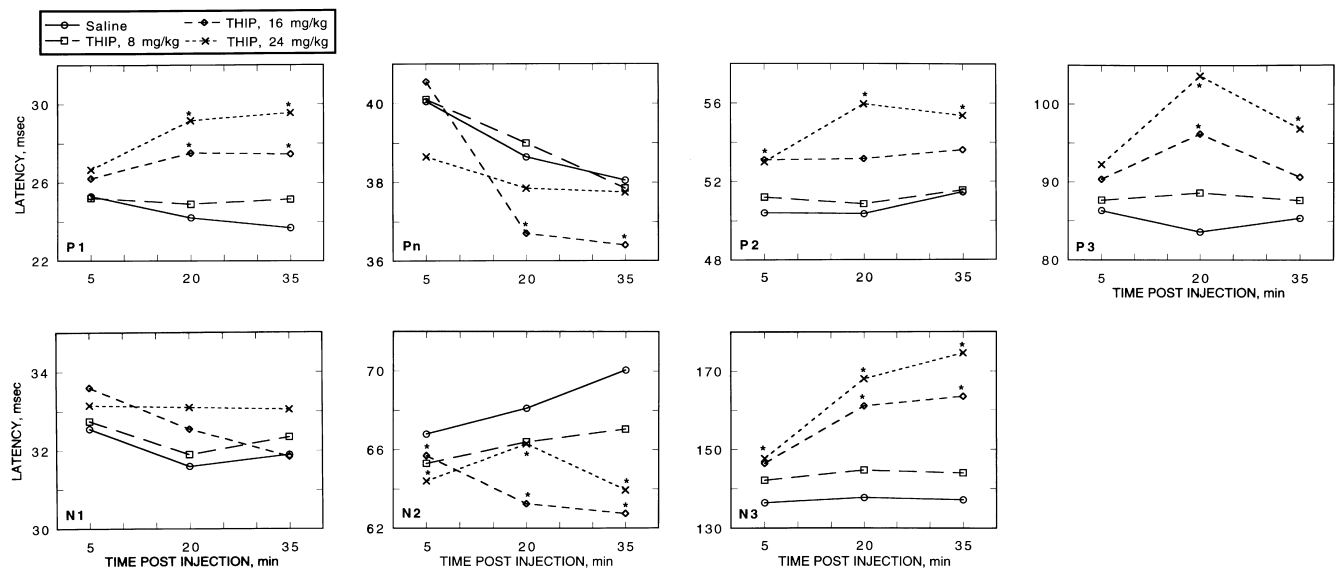 Saline
THIP, 8 mg/kg
THIP, 16 mg/kg
THIP, 24 mg/kg
LATENCY, msec
30
26
22
P1
5 20 35
40
38
36
Pn
5 20 35
56
52
48
P2
5 20 35
100
90
80
P3
5 20 35
TIME POST INJECTION, min
LATENCY, msec
34
32
30
N1
5 20 35
TIME POST INJECTION, min
70
66
62
N2
5 20 35
TIME POST INJECTION, min
170
150
130
N3
5 20 35
TIME POST INJECTION, min